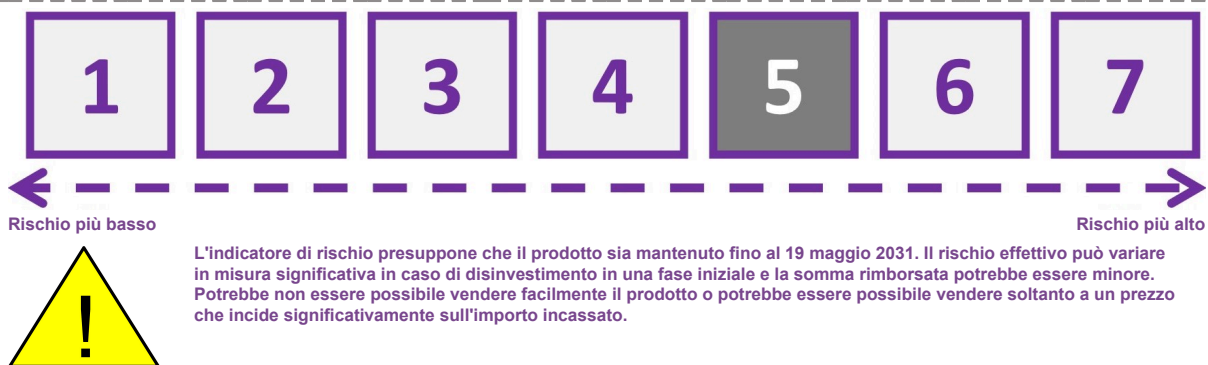 1 2 3 4 5 6 7
Rischio più basso Rischio più alto
L'indicatore di rischio presuppone che il prodotto sia mantenuto fino al 19 maggio 2031. Il rischio effettivo può variare
in misura significativa in caso di disinvestimento in una fase iniziale e la somma rimborsata potrebbe essere minore.
Potrebbe non essere possibile vendere facilmente il prodotto o potrebbe essere possibile vendere soltanto a un prezzo
che incide significativamente sull'importo incassato.
!